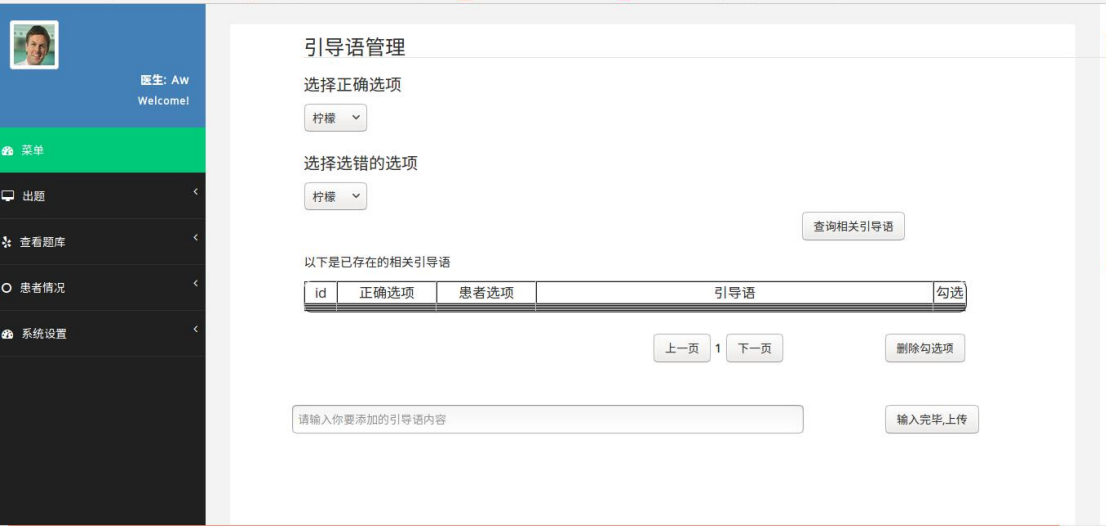 医生: Aw
Welcome!
菜单
出题
查看题库
患者情况
系统设置
引导语管理
选择正确选项
柠檬
选择选错的选项
柠檬
查询相关引导语
以下是已存在的相关引导语
id 正确选项 患者选项 引导语 勾选
上一页 1 下一页 删除勾选项
请输入你要添加的引导语内容 输入完毕,上传